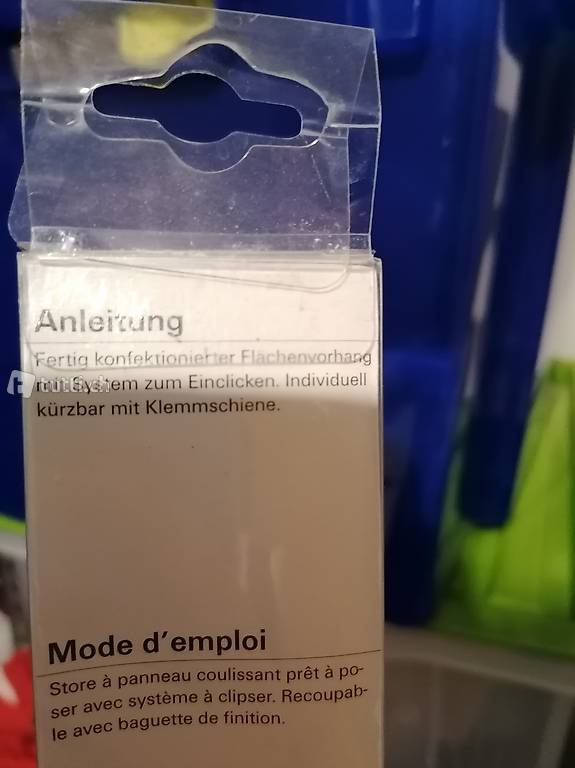 Anleitung
Fertig konfektionierter Flächenvorhang
mit System zum Einclicken. Individuell
kürzbar mit Klemmschiene.
Mode d'emploi
Store à panneau coulissant prêt à po-
ser avec système à clipser. Recoupab-
le avec baguette de finition.